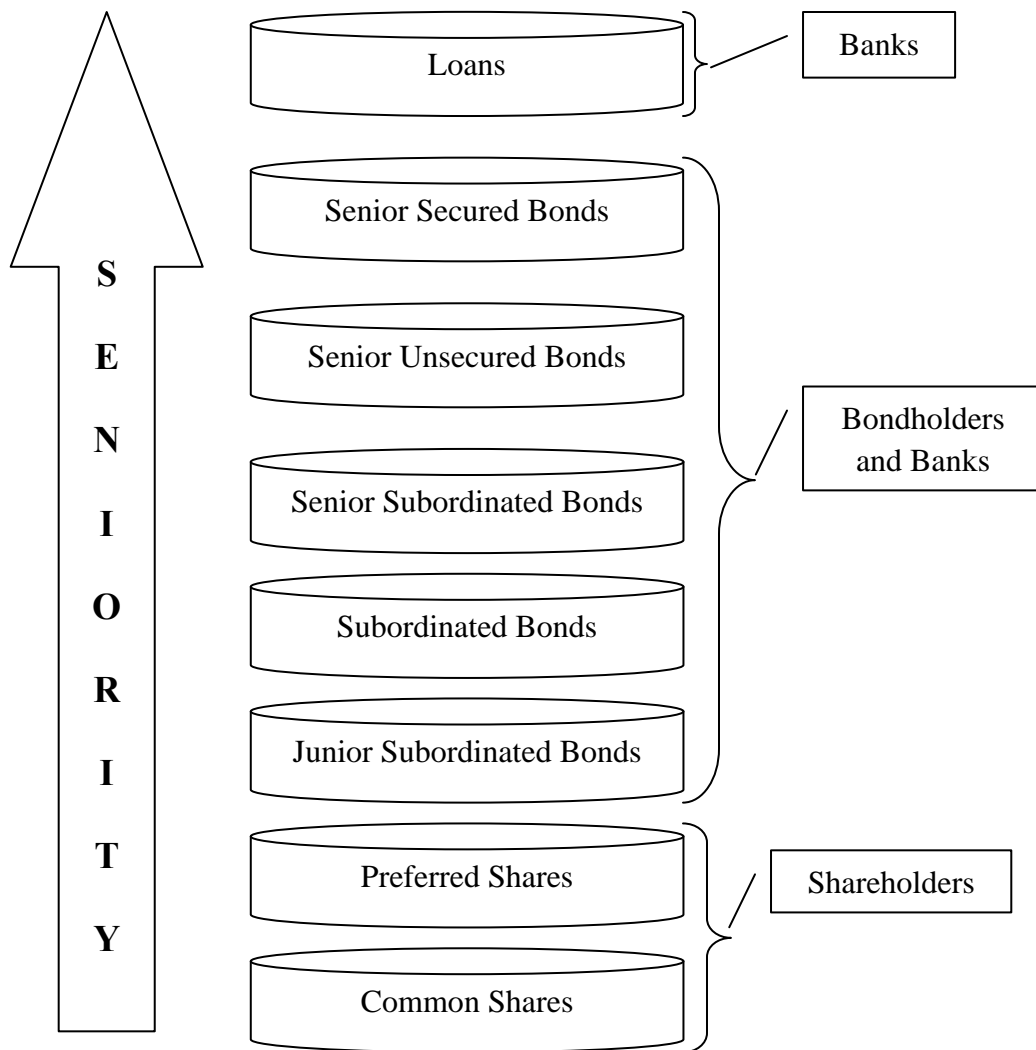 Loans
Banks
Senior Secured Bonds
S
E
N
I
O
R
I
T
Y
Senior Unsecured Bonds
Senior Subordinated Bonds
Subordinated Bonds
Junior Subordinated Bonds
Bondholders
and Banks
Preferred Shares
Common Shares
Shareholders